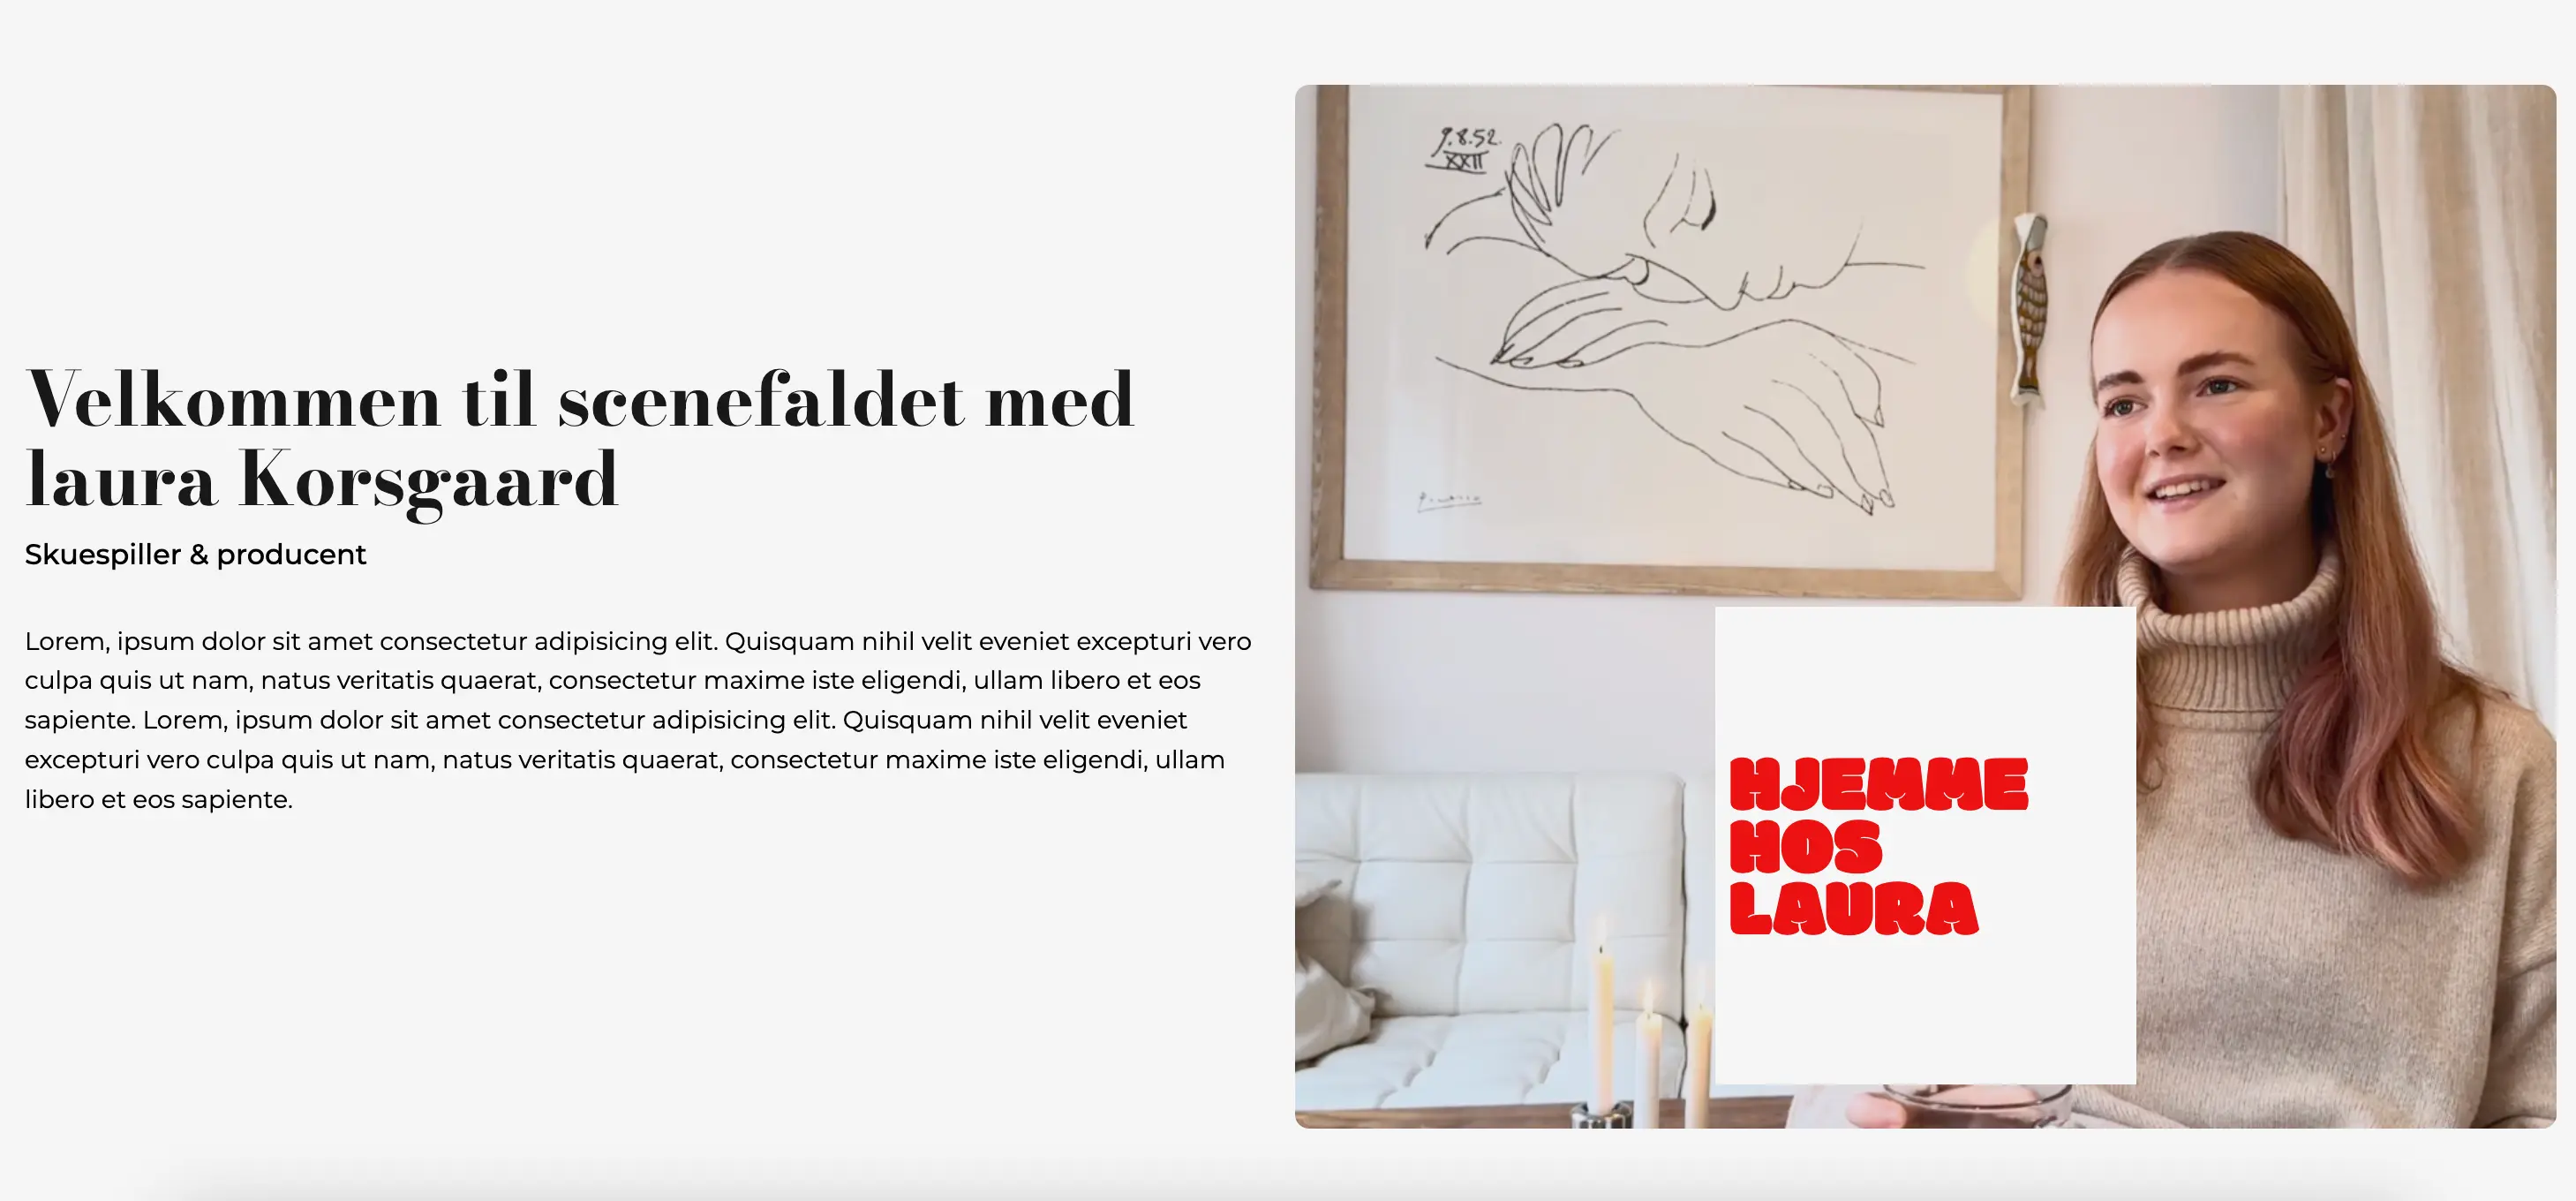 Velkommen til scenefaldet med
laura Korsgaard
Skuespiller & producent
Lorem, ipsum dolor sit amet consectetur adipisicing elit. Quisquam nihil velit eveniet excepturi vero
culpa quis ut nam, natus veritatis quaerat, consectetur maxime iste eligendi, ullam libero et eos
sapiente. Lorem, ipsum dolor sit amet consectetur adipisicing elit. Quisquam nihil velit eveniet
excepturi vero culpa quis ut nam, natus veritatis quaerat, consectetur maxime iste eligendi, ullam
libero et eos sapiente.
9.8.52.
XXII
Picasso
HJEMME
HOS
LAURA